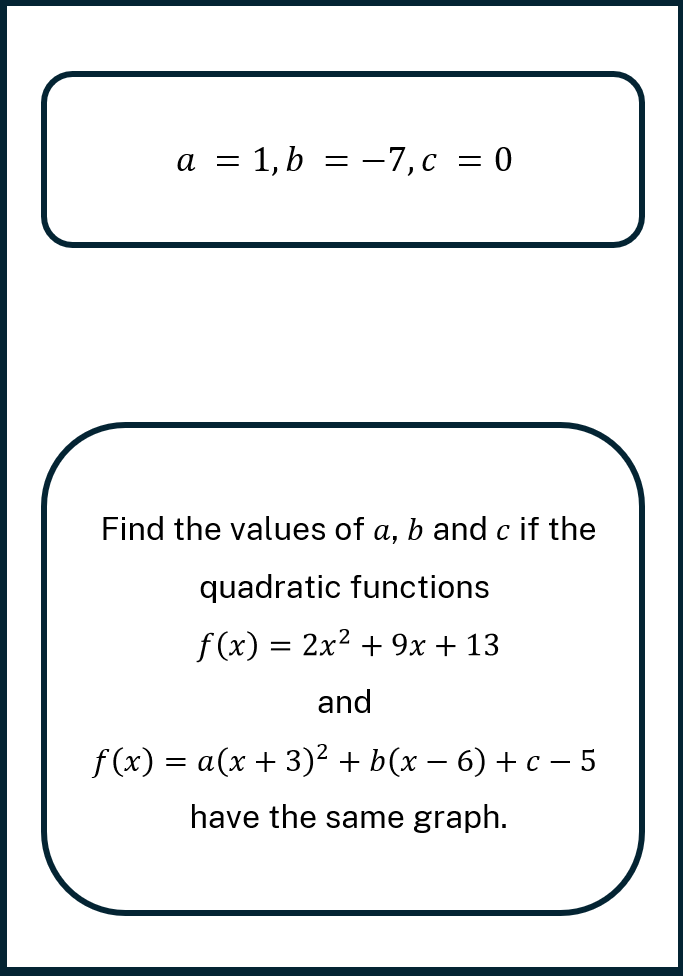 a = 1, b = −7, c = 0
Find the values of a, b and c if the
quadratic functions
f(x) = 2x² + 9x + 13
and
f(x) = a(x + 3)² + b(x − 6) + c − 5
have the same graph.